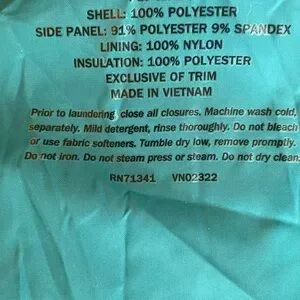 SHELL: 100% POLYESTER
SIDE PANEL: 91% POLYESTER 9% SPANDEX
LINING: 100% NYLON
INSULATION: 100% POLYESTER
EXCLUSIVE OF TRIM
MADE IN VIETNAM
Prior to laundering, close all closures. Machine wash cold,
separately. Mild detergent, rinse thoroughly. Do not bleach
or use fabric softeners. Tumble dry low, remove promptly.
Do not iron. Do not steam press or steam. Do not dry clean.
RN71341 VN02322